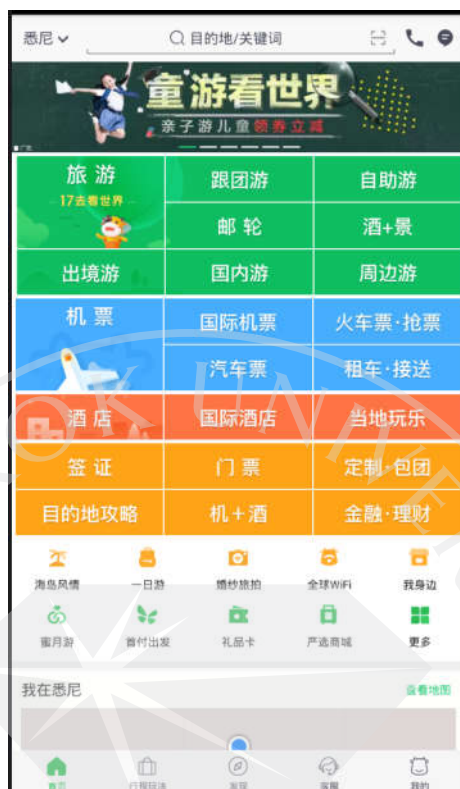 悉尼
目的地/关键词
童游看世界
亲子游儿童领券立减
旅游
17去看世界
跟团游
自助游
邮轮
酒+景
出境游
国内游
周边游
机票
国际机票
火车票·抢票
汽车票
租车·接送
酒店
国际酒店
当地玩乐
签证
门票
定制·包团
目的地攻略
机+酒
金融·理财
海岛风情
一日游
婚纱旅拍
全球WiFi
我身边
蜜月游
首付出发
礼品卡
严选商城
更多
我在悉尼
查看地图
首页
行程玩法
发现
客服
我的